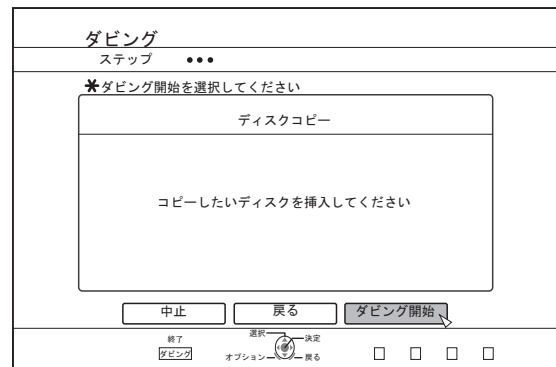 ダビング
ステップ
*ダビング開始を選択してください
ディスクコピー
コピーしたいディスクを挿入してください
中止 戻る ダビング開始
終了 選択 決定
ダビング オプション 戻る